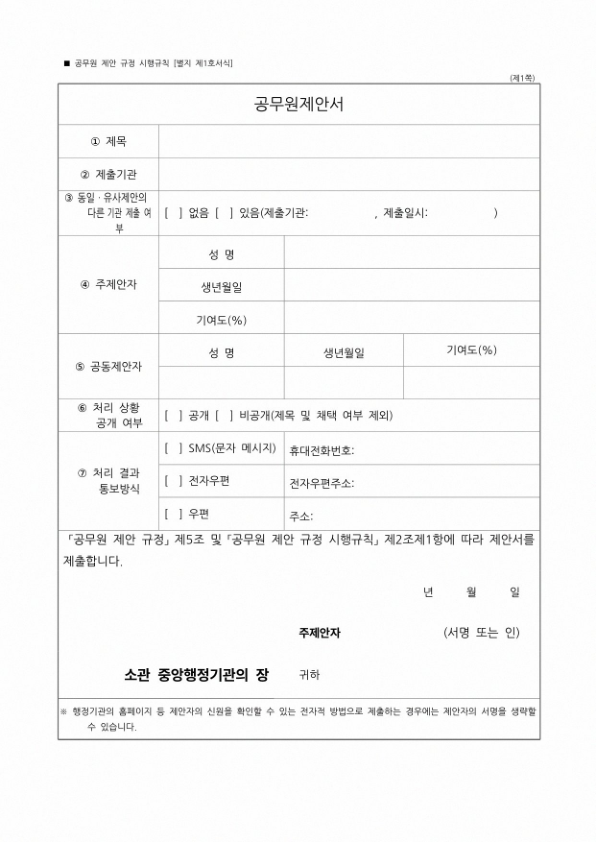 ■ 공무원 제안 규정 시행규칙 [별지 제1호서식]
(제1쪽)
공무원제안서
① 제목
② 제출기관
③ 동일ㆍ유사제안의
다른 기관 제출 여
부
[ ] 없음 [ ] 있음(제출기관: , 제출일시: )
④ 주제안자
성 명
생년월일
기여도(%)
⑤ 공동제안자
성 명
생년월일
기여도(%)
⑥ 처리 상황
공개 여부
[ ] 공개 [ ] 비공개(제목 및 채택 여부 제외)
⑦ 처리 결과
통보방식
[ ] SMS(문자 메시지)
휴대전화번호:
[ ] 전자우편
전자우편주소:
[ ] 우편
주소:
「공무원 제안 규정」 제5조 및 「공무원 제안 규정 시행규칙」 제2조제1항에 따라 제안서를
제출합니다.
년 월 일
주제안자 (서명 또는 인)
소관 중앙행정기관의 장 귀하
※ 행정기관의 홈페이지 등 제안자의 신원을 확인할 수 있는 전자적 방법으로 제출하는 경우에는 제안자의 서명을 생략할
수 있습니다.